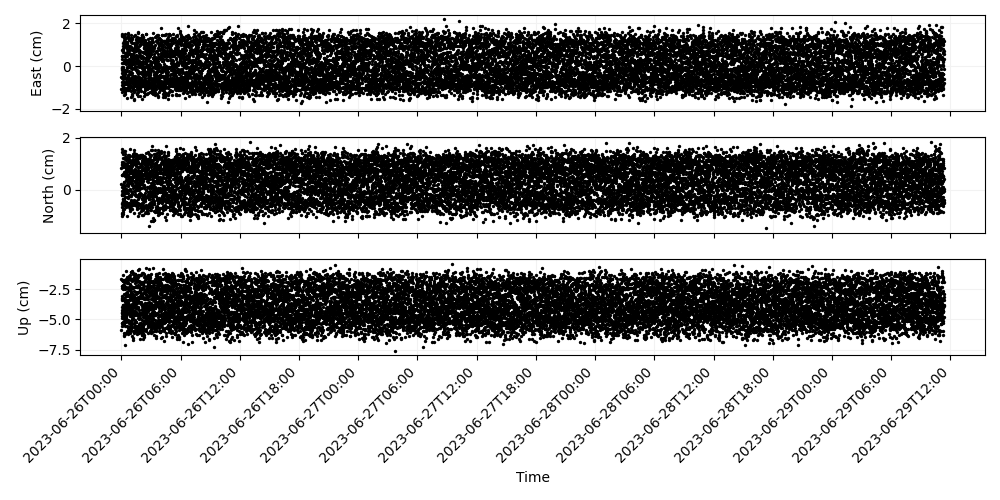 East (cm)
2
0
−2
North (cm)
2
0
Up (cm)
−2.5
−5.0
−7.5
2023-06-26T00:00
2023-06-26T06:00
2023-06-26T12:00
2023-06-26T18:00
2023-06-27T00:00
2023-06-27T06:00
2023-06-27T12:00
2023-06-27T18:00
2023-06-28T00:00
2023-06-28T06:00
2023-06-28T12:00
2023-06-28T18:00
2023-06-29T00:00
2023-06-29T06:00
2023-06-29T12:00
Time